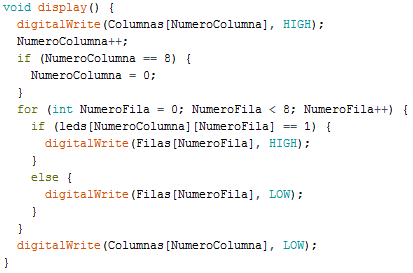 void display() {
  digitalWrite(Columnas[NumeroColumna], HIGH);
  NumeroColumna++;
  if (NumeroColumna == 8) {
    NumeroColumna = 0;
  }
  for (int NumeroFila = 0; NumeroFila < 8; NumeroFila++) {
    if (leds[NumeroColumna][NumeroFila] == 1) {
      digitalWrite(Filas[NumeroFila], HIGH);
    }
    else {
      digitalWrite(Filas[NumeroFila], LOW);
    }
  }
  digitalWrite(Columnas[NumeroColumna], LOW);
}